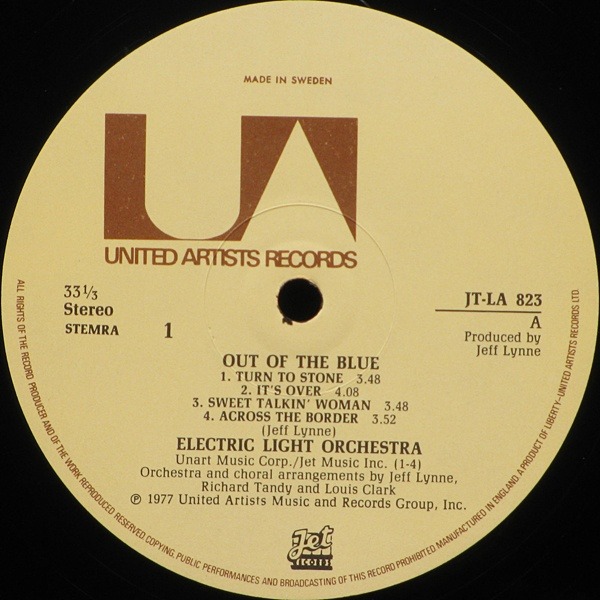 MADE IN SWEDEN
UA
UNITED ARTISTS RECORDS
33 1/3
Stereo
STEMRA
1
JT-LA 823
A
Produced by
Jeff Lynne
OUT OF THE BLUE
1. TURN TO STONE 3.48
2. IT'S OVER 4.08
3. SWEET TALKIN' WOMAN 3.48
4. ACROSS THE BORDER 3.52
(Jeff Lynne)
ELECTRIC LIGHT ORCHESTRA
Unart Music Corp./Jet Music Inc. (1-4)
Orchestra and choral arrangements by Jeff Lynne,
Richard Tandy and Louis Clark
℗ 1977 United Artists Music and Records Group, Inc.
Jet
RECORDS
ALL RIGHTS OF THE RECORD PRODUCER AND OF THE WORK REPRODUCED RESERVED. COPYING, PUBLIC PERFORMANCES AND BROADCASTING OF THIS RECORD PROHIBITED. MANUFACTURED IN ENGLAND. A PRODUCT OF LIBERTY-UNITED ARTISTS RECORDS LTD.